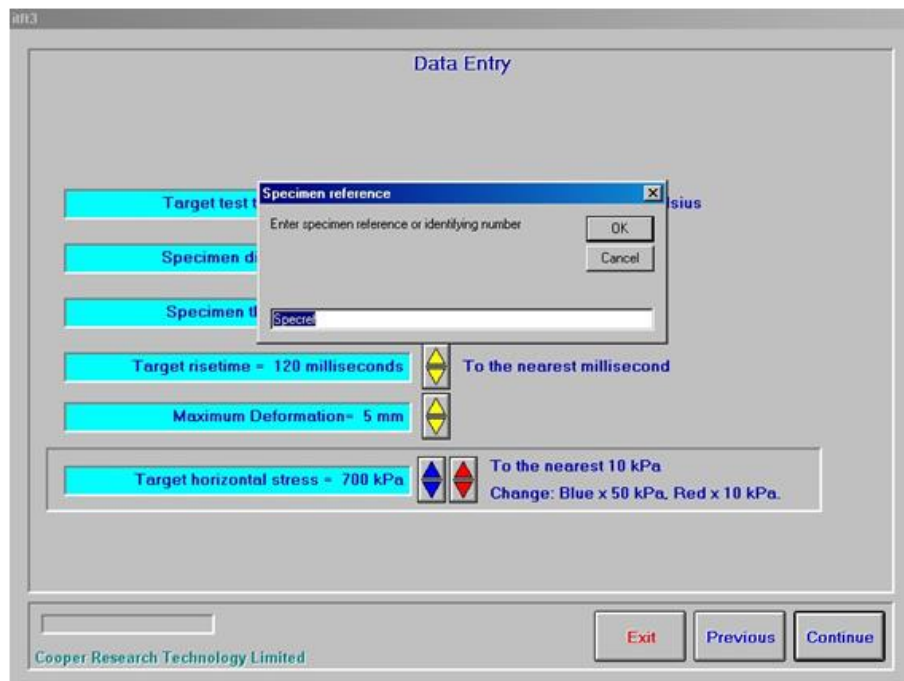 itft3
Data Entry
Specimen reference
Target test t
lsius
Enter specimen reference or identifying number
OK
Cancel
Specimen di
Specimen th
Specref
Target risetime = 120 milliseconds
To the nearest millisecond
Maximum Deformation= 5 mm
Target horizontal stress = 700 kPa
To the nearest 10 kPa
Change: Blue x 50 kPa, Red x 10 kPa.
Exit
Previous
Continue
Cooper Research Technology Limited